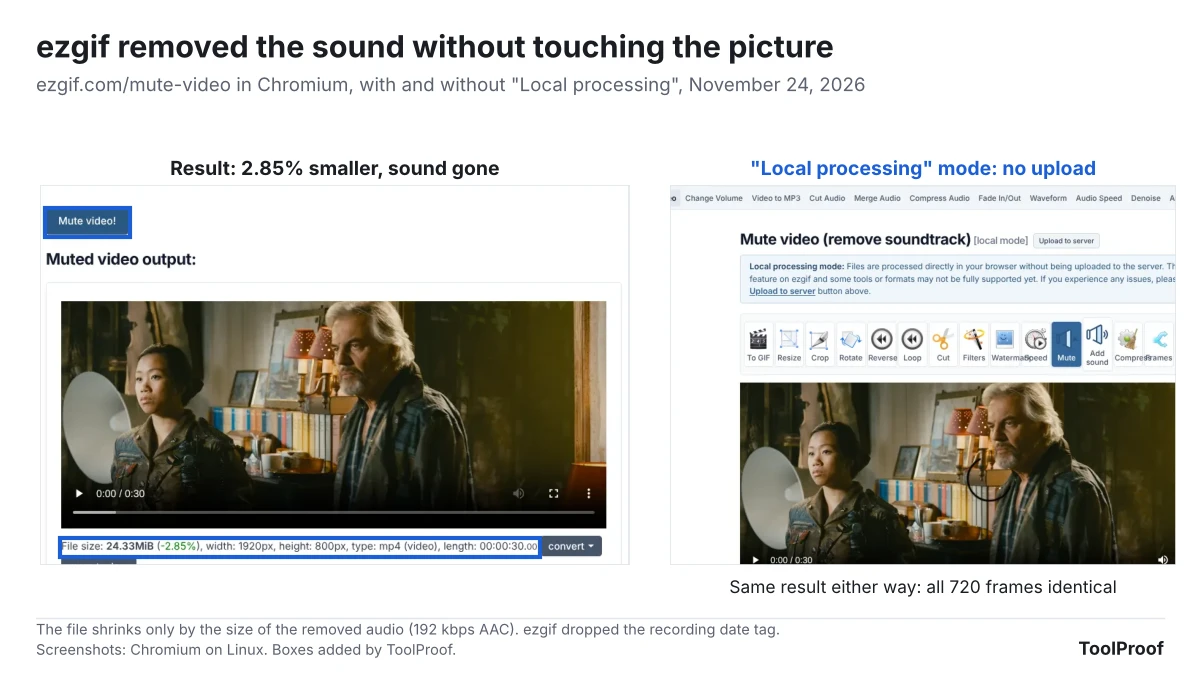 ezgif removed the sound without touching the picture
ezgif.com/mute-video in Chromium, with and without "Local processing", November 24, 2026
Result: 2.85% smaller, sound gone
Mute video!
Muted video output:
0:00 / 0:30
File size: 24.33MiB (-2.85%), width: 1920px, height: 800px, type: mp4 (video), length: 00:00:30.00
convert
"Local processing" mode: no upload
Change Volume Video to MP3 Cut Audio Merge Audio Compress Audio Fade In/Out Waveform Audio Speed Denoise
Mute video (remove soundtrack) [local mode] Upload to server
Local processing mode: Files are processed directly in your browser without being uploaded to the server.
feature on ezgif and some tools or formats may not be fully supported yet. If you experience any issues,
Upload to server button above.
To GIF Resize Crop Rotate Reverse Loop Cut Filters Speed Mute Add sound Frames
0:00 / 0:30
Same result either way: all 720 frames identical
The file shrinks only by the size of the removed audio (192 kbps AAC). ezgif dropped the recording date tag.
Screenshots: Chromium on Linux. Boxes added by ToolProof.
ToolProof